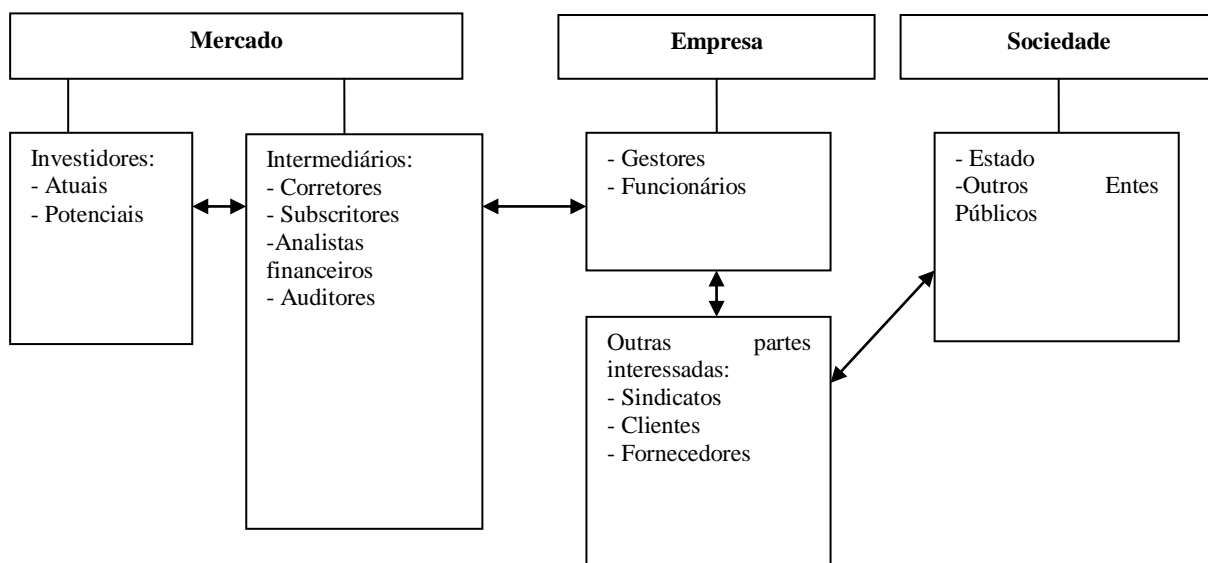 Mercado
Empresa
Sociedade
Investidores:
- Atuais
- Potenciais
Intermediários:
- Corretores
- Subscritores
-Analistas
financeiros
- Auditores
- Gestores
- Funcionários
- Estado
-Outros Entes
Públicos
Outras partes
interessadas:
- Sindicatos
- Clientes
- Fornecedores